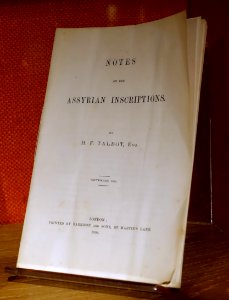 NOTES
ON THE
ASSYRIAN INSCRIPTIONS.
BY
H. F. TALBOT, Esq.
LONDON:
PRINTED BY HARRISON AND SONS, ST. MARTIN'S LANE